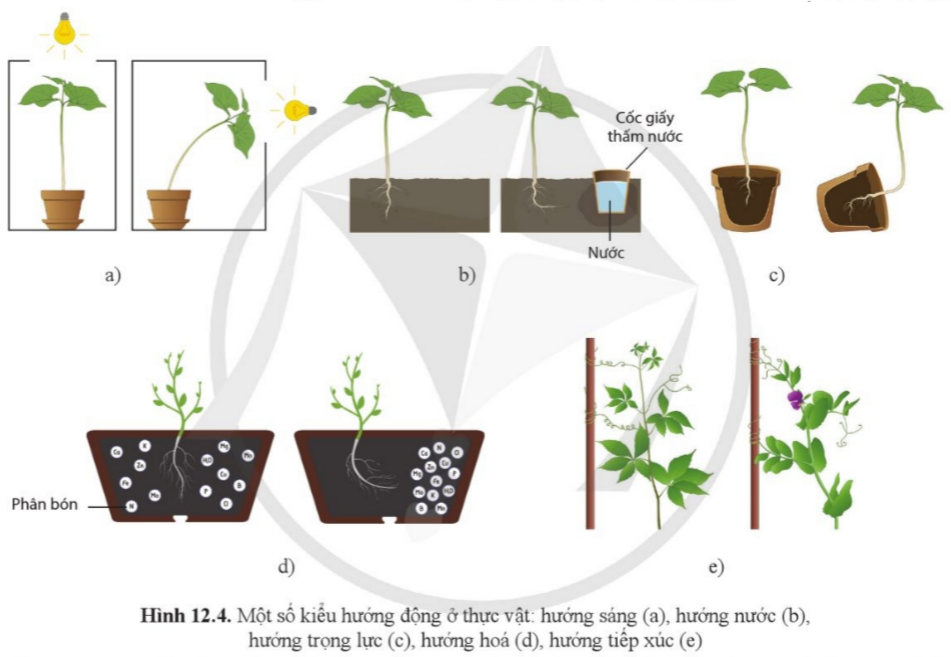 Cốc giấy
thấm nước
Nước
a)
b)
c)
Phân bón
d)
e)
Hình 12.4. Một số kiểu hướng động ở thực vật: hướng sáng (a), hướng nước (b),
hướng trọng lực (c), hướng hoá (d), hướng tiếp xúc (e)